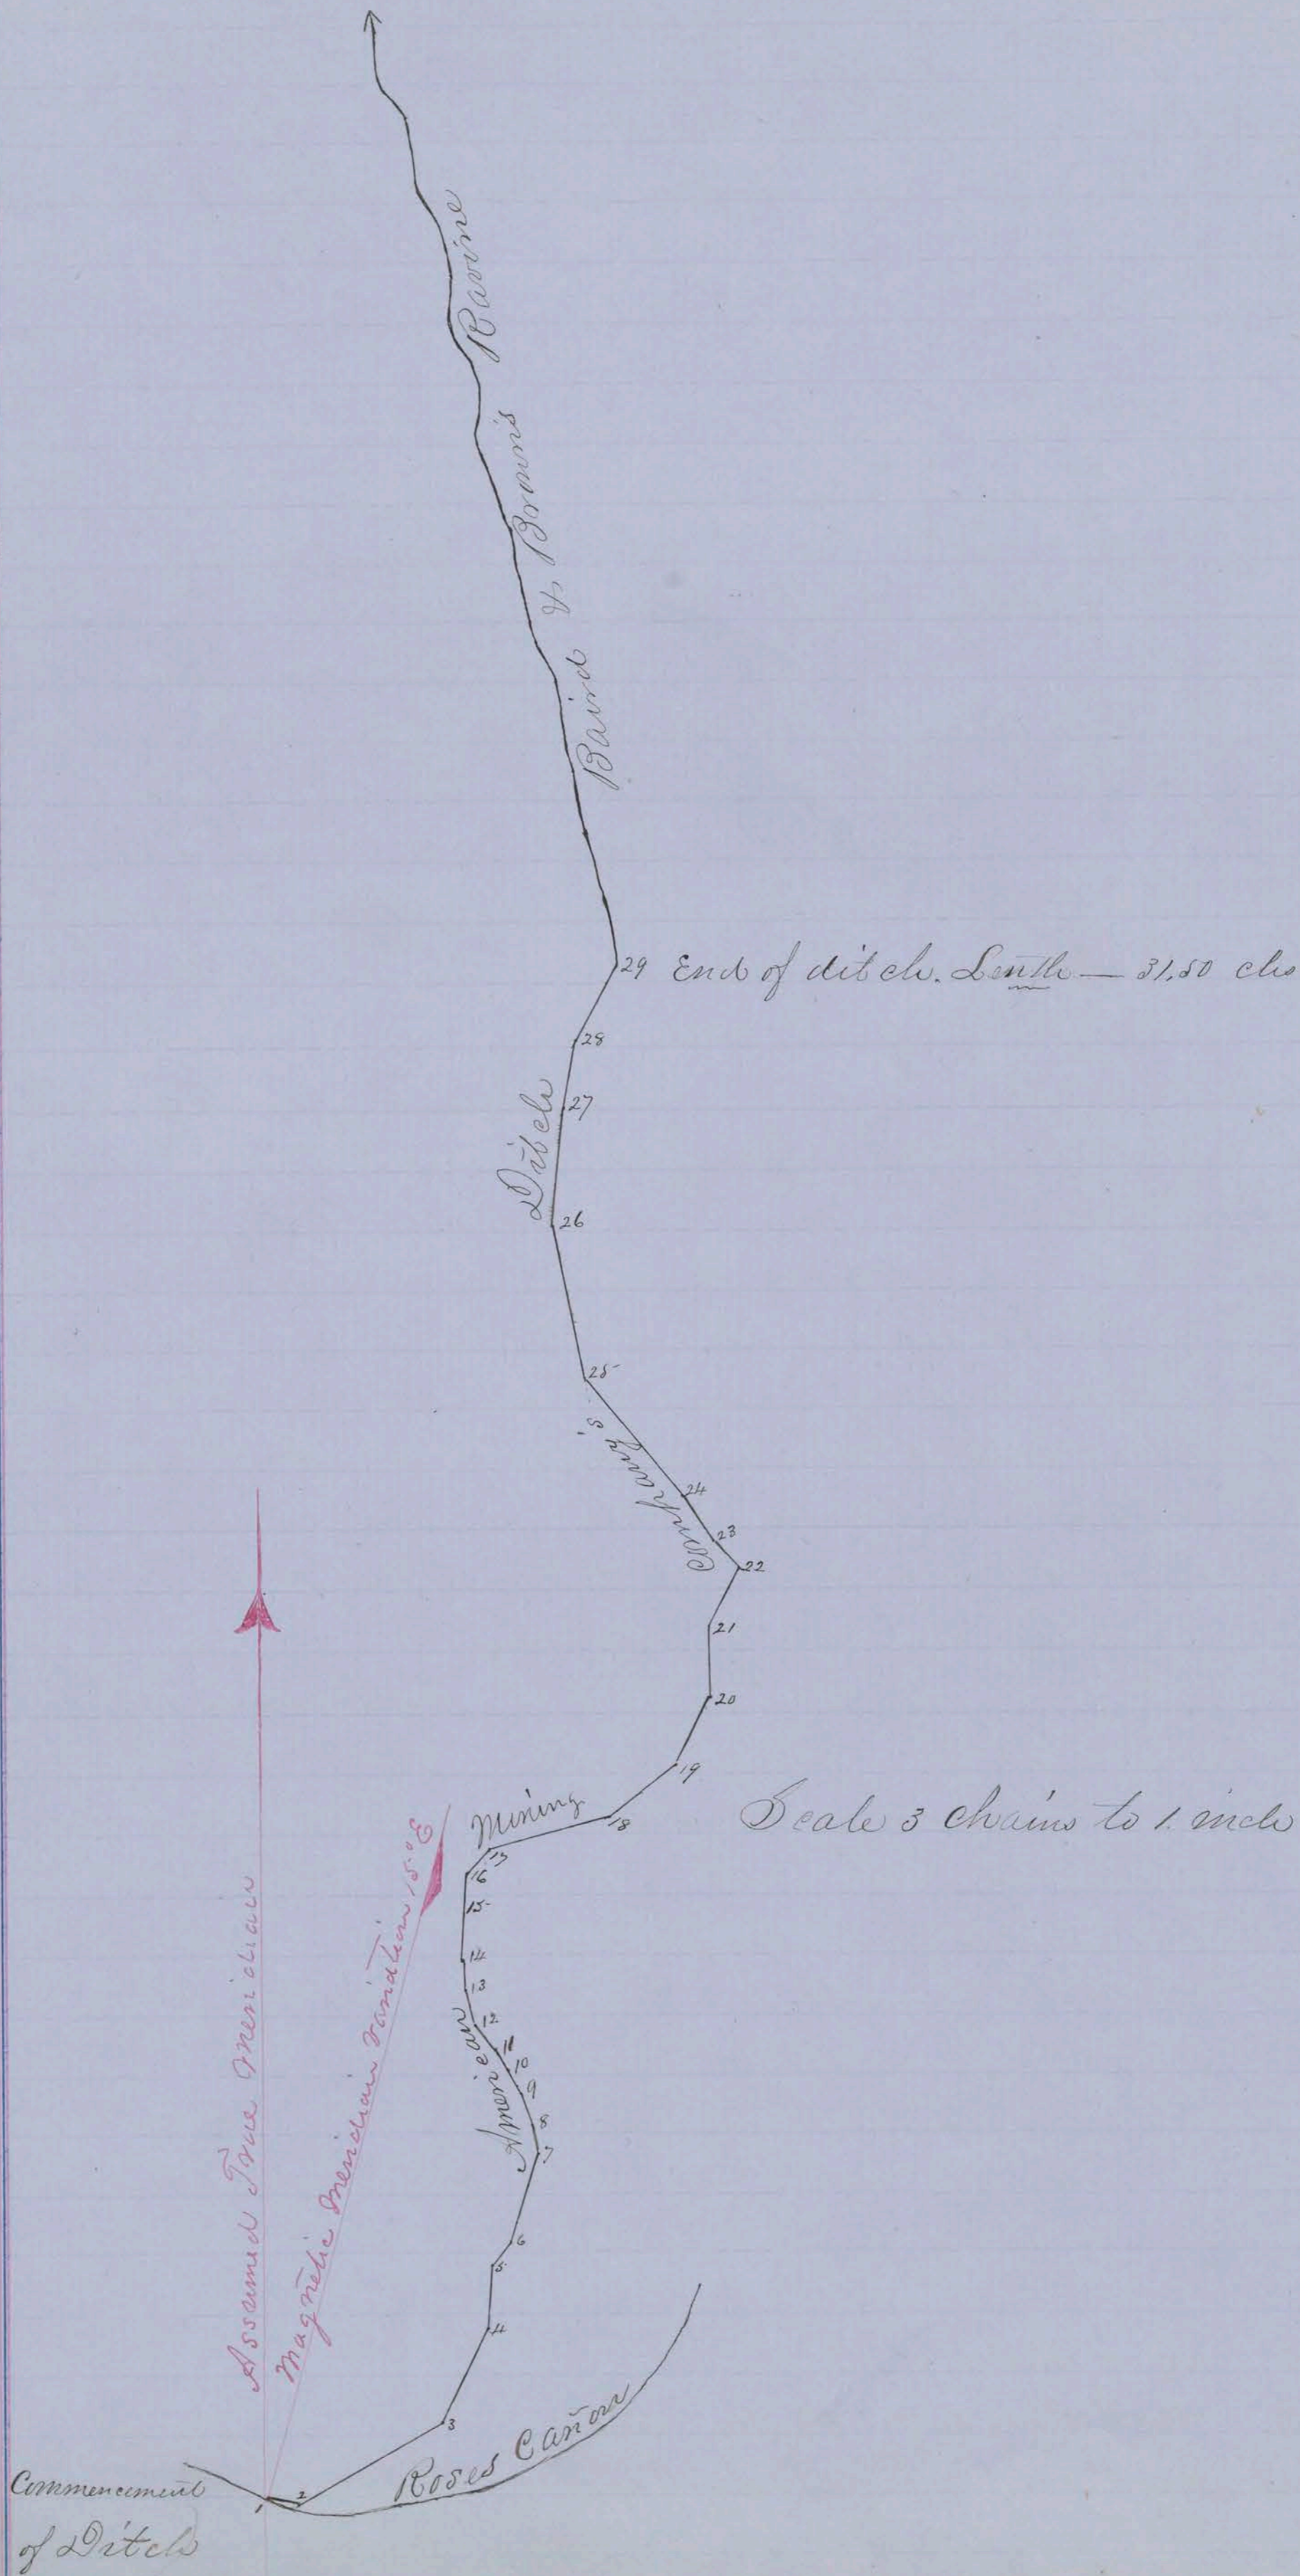 Ravine
Baird & Brown's
29 End of ditch. Lenth — 31.50 chs
28
27
Ditch
26
25
Company's
24
23
22
21
20
19
Scale 3 chains to 1 inch
Mining
18
17
16
15
14
13
12
11
10
9
8
7
American
6
5
4
3
Assumed True Meridian
Magnetic Meridian variation 15° E
Roses Cañon
2
1
Commencement
of Ditch